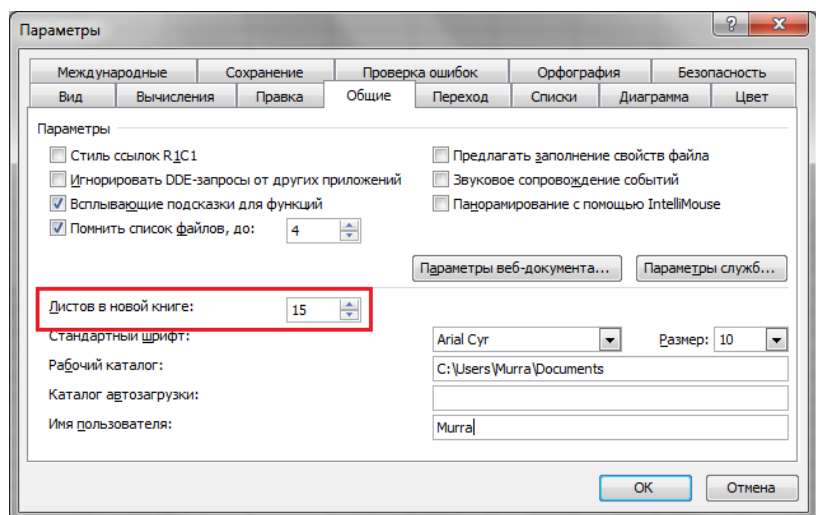 Параметры
Международные Сохранение Проверка ошибок Орфография Безопасность
Вид Вычисления Правка Общие Переход Списки Диаграмма Цвет
Параметры
Стиль ссылок R1C1 Предлагать заполнение свойств файла
Игнорировать DDE-запросы от других приложений Звуковое сопровождение событий
Всплывающие подсказки для функций Панорамирование с помощью IntelliMouse
Помнить список файлов, до: 4
Параметры веб-документа... Параметры служб...
Листов в новой книге: 15
Стандартный шрифт: Arial Cyr Размер: 10
Рабочий каталог: C:\Users\Murra\Documents
Каталог автозагрузки:
Имя пользователя: Murra
OK Отмена